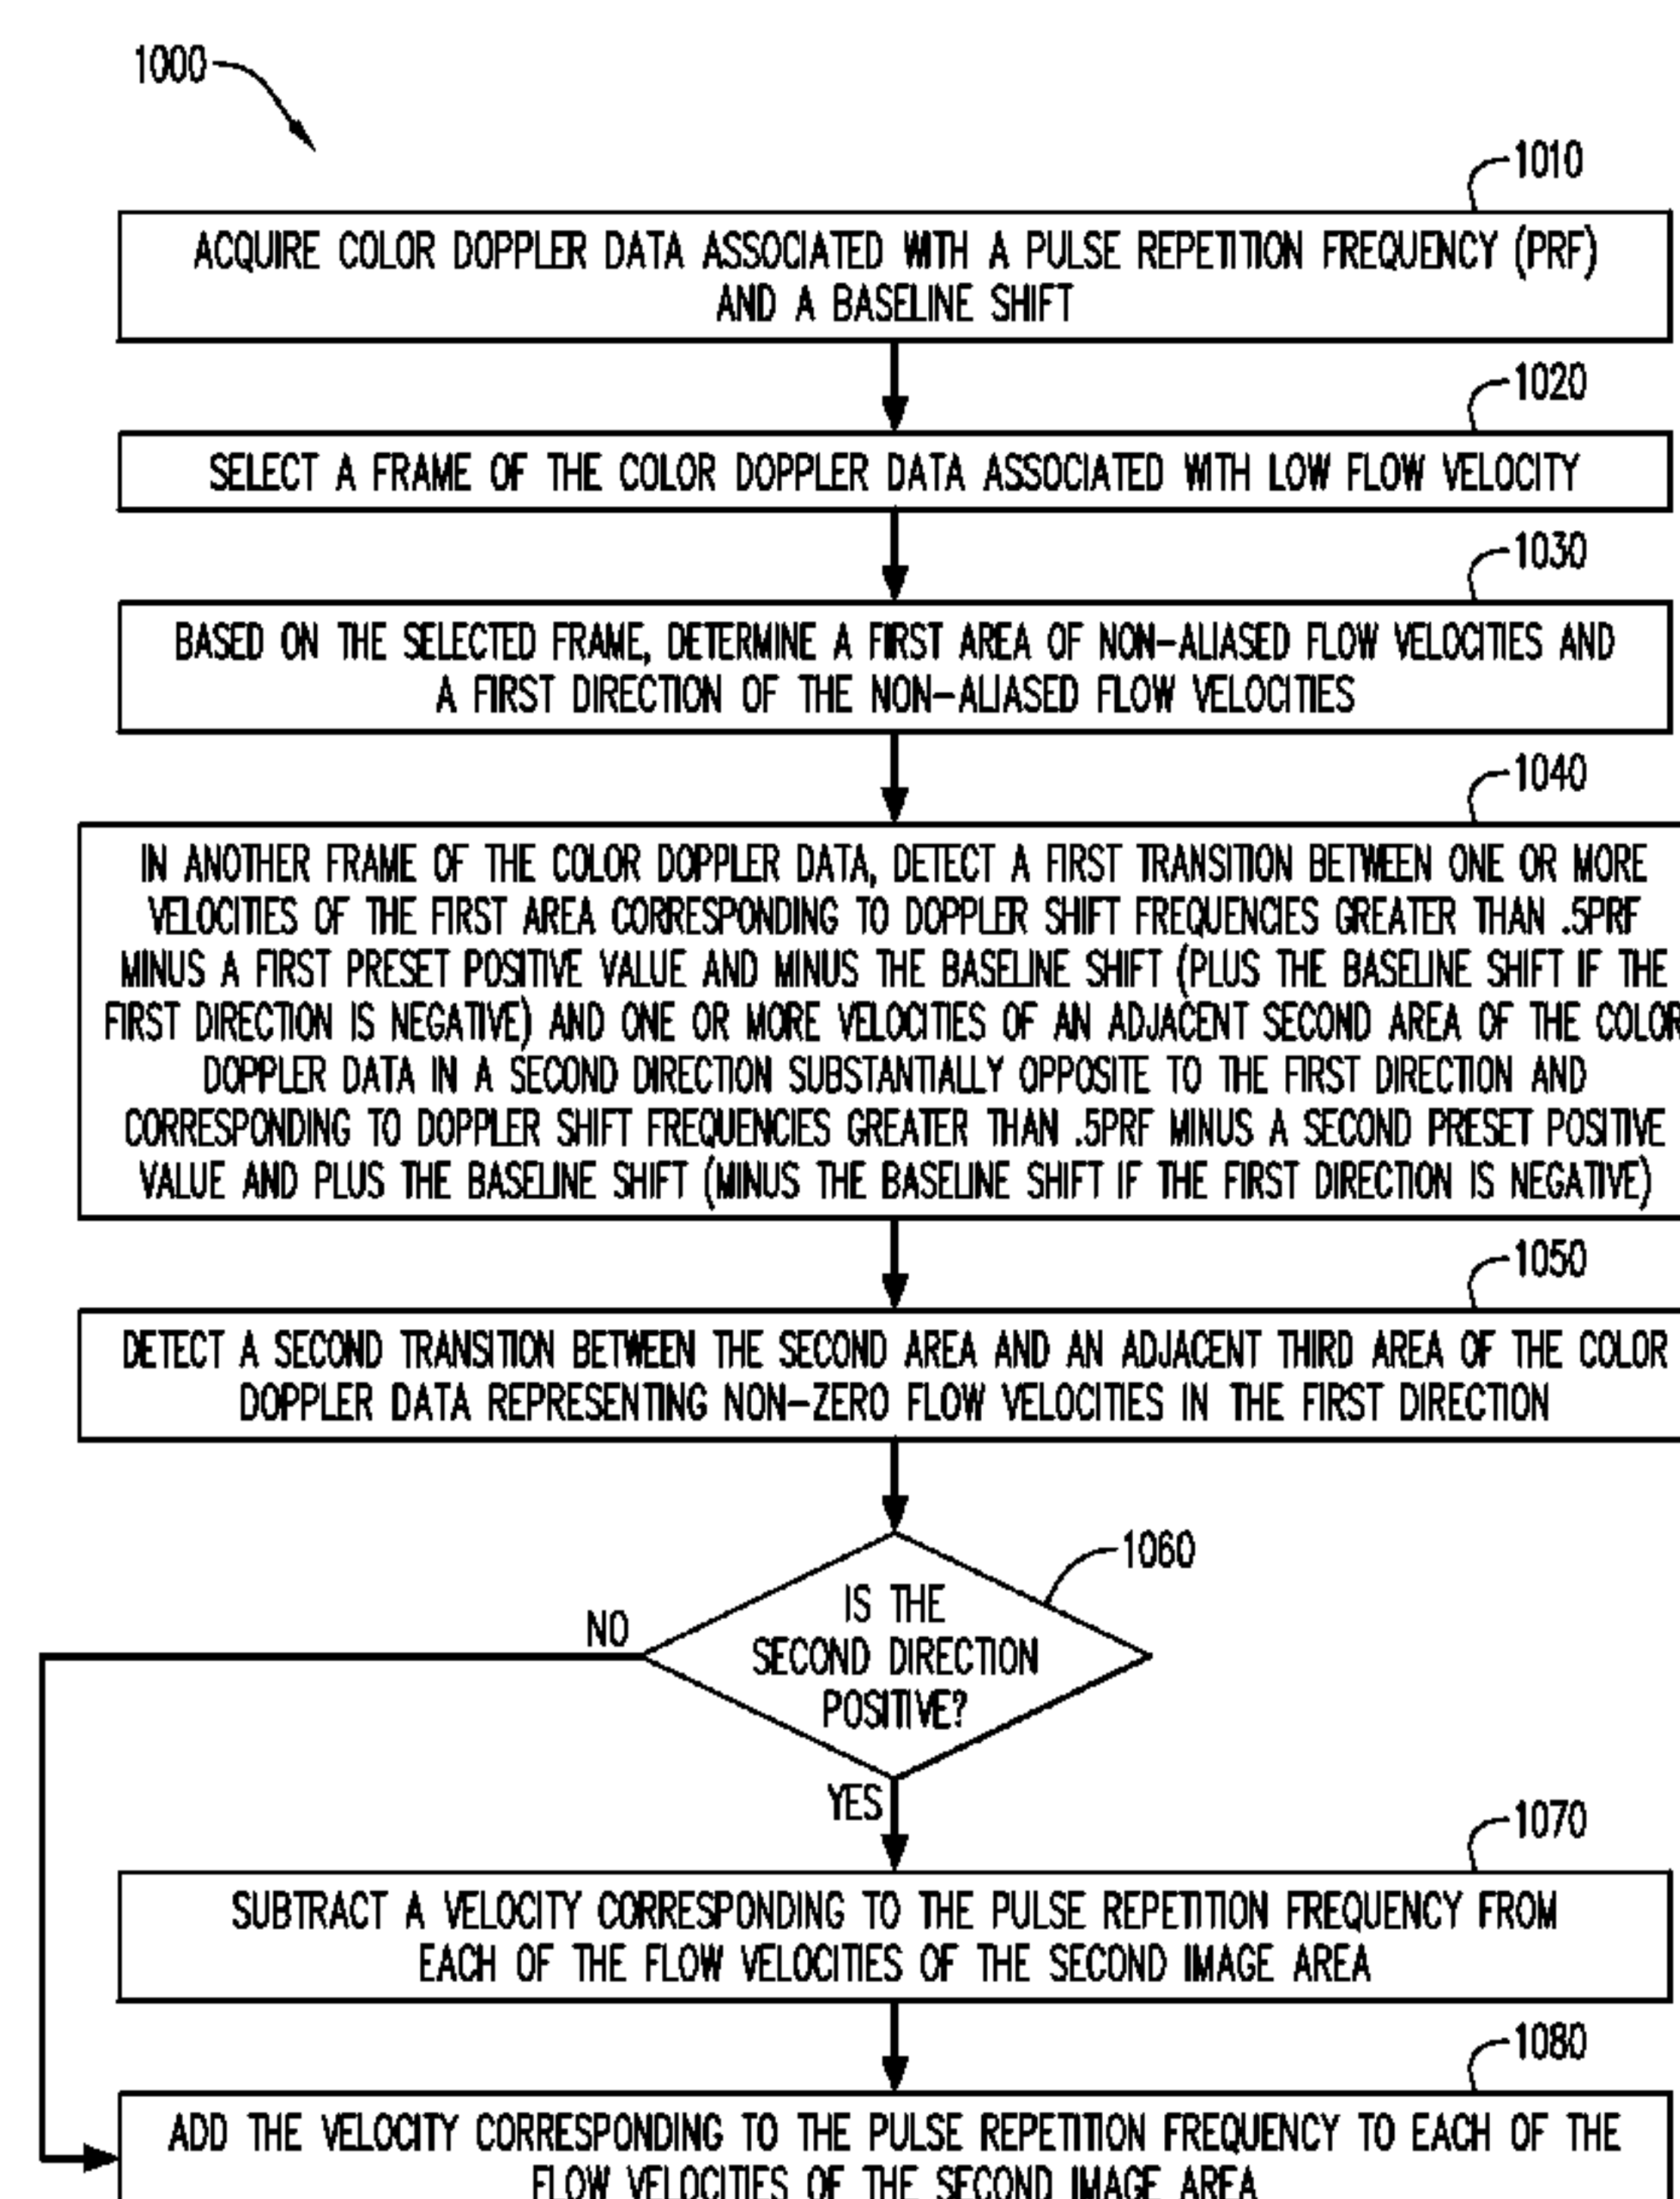 1000
1010
ACQUIRE COLOR DOPPLER DATA ASSOCIATED WITH A PULSE REPETITION FREQUENCY (PRF)
AND A BASELINE SHIFT
1020
SELECT A FRAME OF THE COLOR DOPPLER DATA ASSOCIATED WITH LOW FLOW VELOCITY
1030
BASED ON THE SELECTED FRAME, DETERMINE A FIRST AREA OF NON-ALIASED FLOW VELOCITIES AND
A FIRST DIRECTION OF THE NON-ALIASED FLOW VELOCITIES
1040
IN ANOTHER FRAME OF THE COLOR DOPPLER DATA, DETECT A FIRST TRANSITION BETWEEN ONE OR MORE
VELOCITIES OF THE FIRST AREA CORRESPONDING TO DOPPLER SHIFT FREQUENCIES GREATER THAN .5PRF
MINUS A FIRST PRESET POSITIVE VALUE AND MINUS THE BASELINE SHIFT (PLUS THE BASELINE SHIFT IF THE
FIRST DIRECTION IS NEGATIVE) AND ONE OR MORE VELOCITIES OF AN ADJACENT SECOND AREA OF THE COLOR
DOPPLER DATA IN A SECOND DIRECTION SUBSTANTIALLY OPPOSITE TO THE FIRST DIRECTION AND
CORRESPONDING TO DOPPLER SHIFT FREQUENCIES GREATER THAN .5PRF MINUS A SECOND PRESET POSITIVE
VALUE AND PLUS THE BASELINE SHIFT (MINUS THE BASELINE SHIFT IF THE FIRST DIRECTION IS NEGATIVE)
1050
DETECT A SECOND TRANSITION BETWEEN THE SECOND AREA AND AN ADJACENT THIRD AREA OF THE COLOR
DOPPLER DATA REPRESENTING NON-ZERO FLOW VELOCITIES IN THE FIRST DIRECTION
1060
IS THE
SECOND DIRECTION
POSITIVE?
NO
YES
1070
SUBTRACT A VELOCITY CORRESPONDING TO THE PULSE REPETITION FREQUENCY FROM
EACH OF THE FLOW VELOCITIES OF THE SECOND IMAGE AREA
1080
ADD THE VELOCITY CORRESPONDING TO THE PULSE REPETITION FREQUENCY TO EACH OF THE
FLOW VELOCITIES OF THE SECOND IMAGE AREA